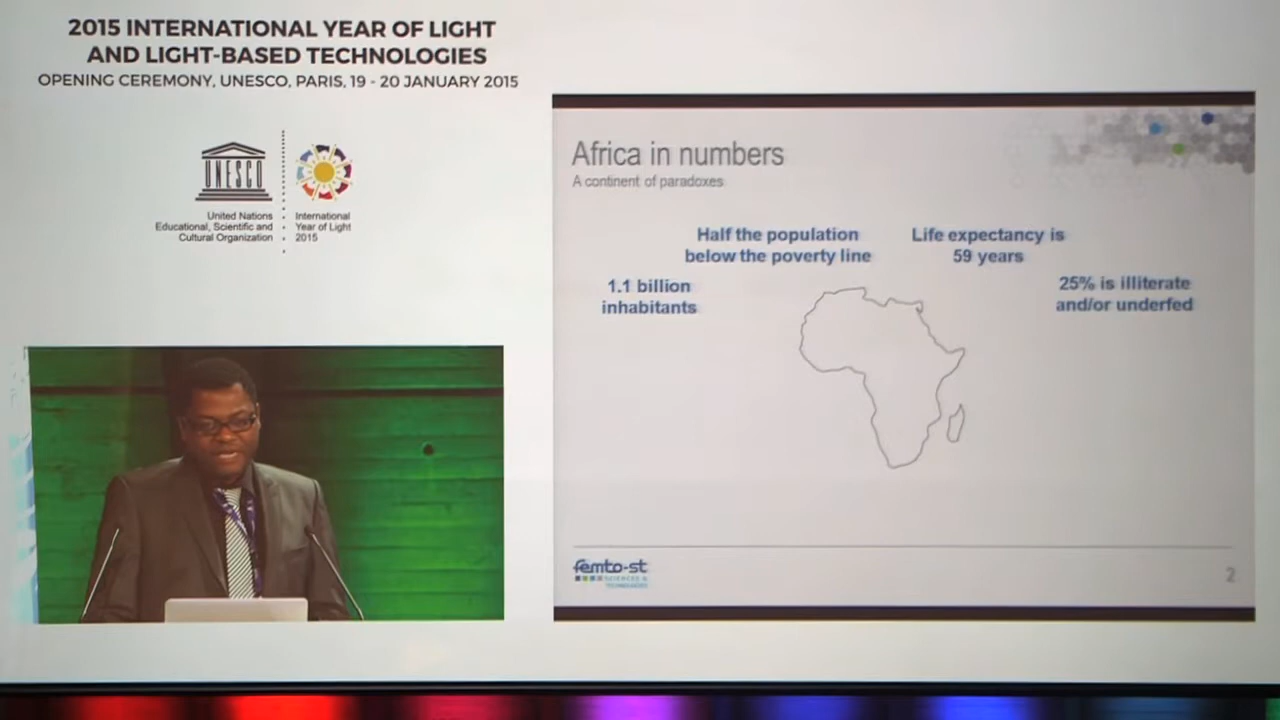 2015 INTERNATIONAL YEAR OF LIGHT
AND LIGHT-BASED TECHNOLOGIES
OPENING CEREMONY, UNESCO, PARIS, 19 - 20 JANUARY 2015
UNESCO
United Nations
Educational, Scientific and
Cultural Organization
International
Year of Light
2015
Africa in numbers
A continent of paradoxes
Half the population
below the poverty line
Life expectancy is
59 years
1.1 billion
inhabitants
25% is illiterate
and/or underfed
femto-st
SCIENCES &
TECHNOLOGIES
2